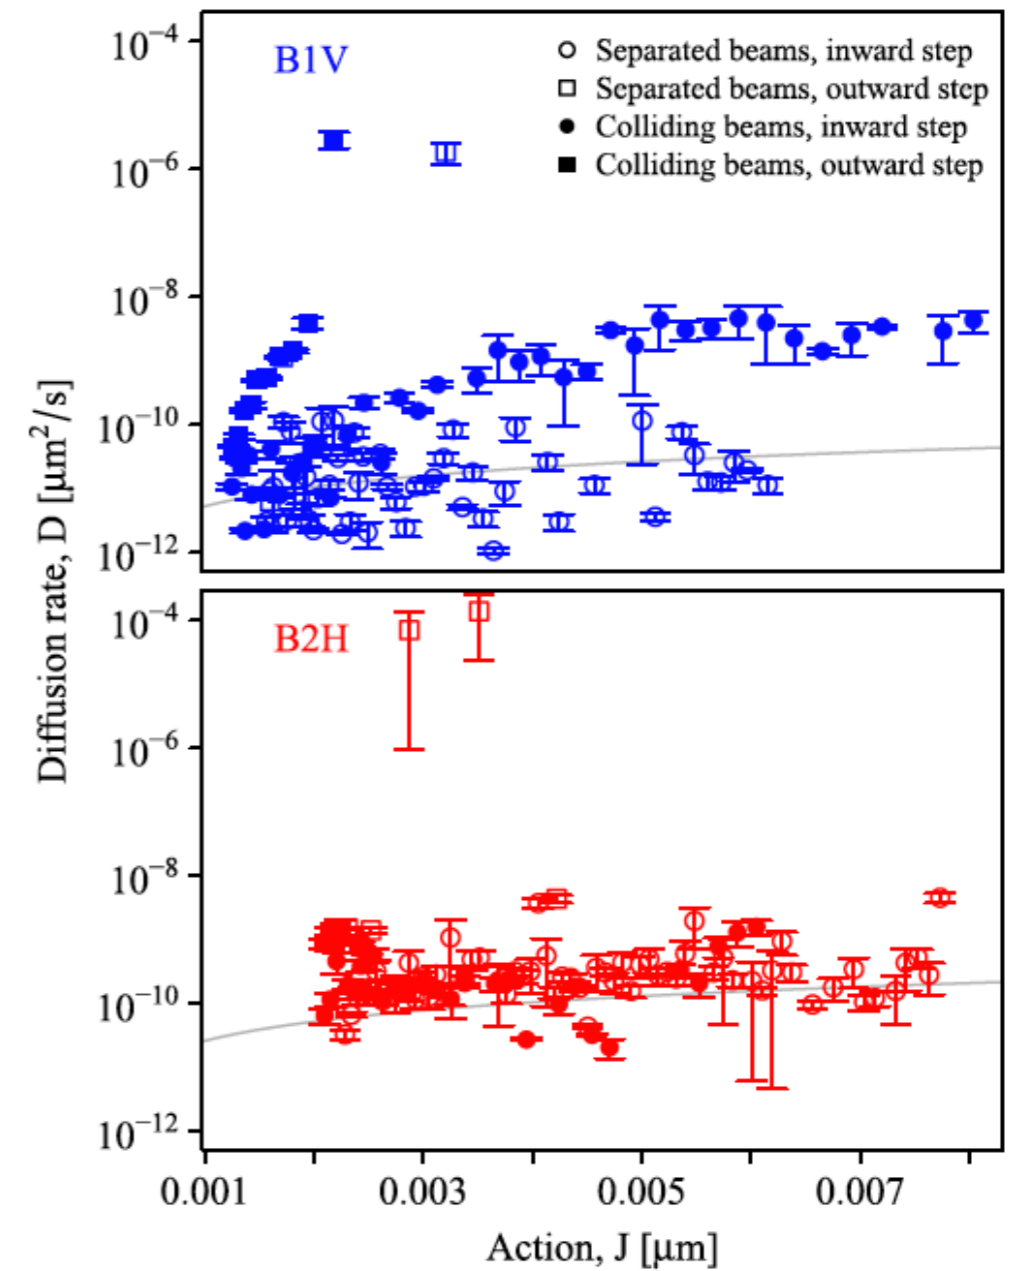 B1V
Separated beams, inward step
Separated beams, outward step
Colliding beams, inward step
Colliding beams, outward step
10⁻⁴
10⁻⁶
10⁻⁸
10⁻¹⁰
10⁻¹²
Diffusion rate, D [μm²/s]
B2H
10⁻⁴
10⁻⁶
10⁻⁸
10⁻¹⁰
10⁻¹²
0.001 0.003 0.005 0.007
Action, J [μm]